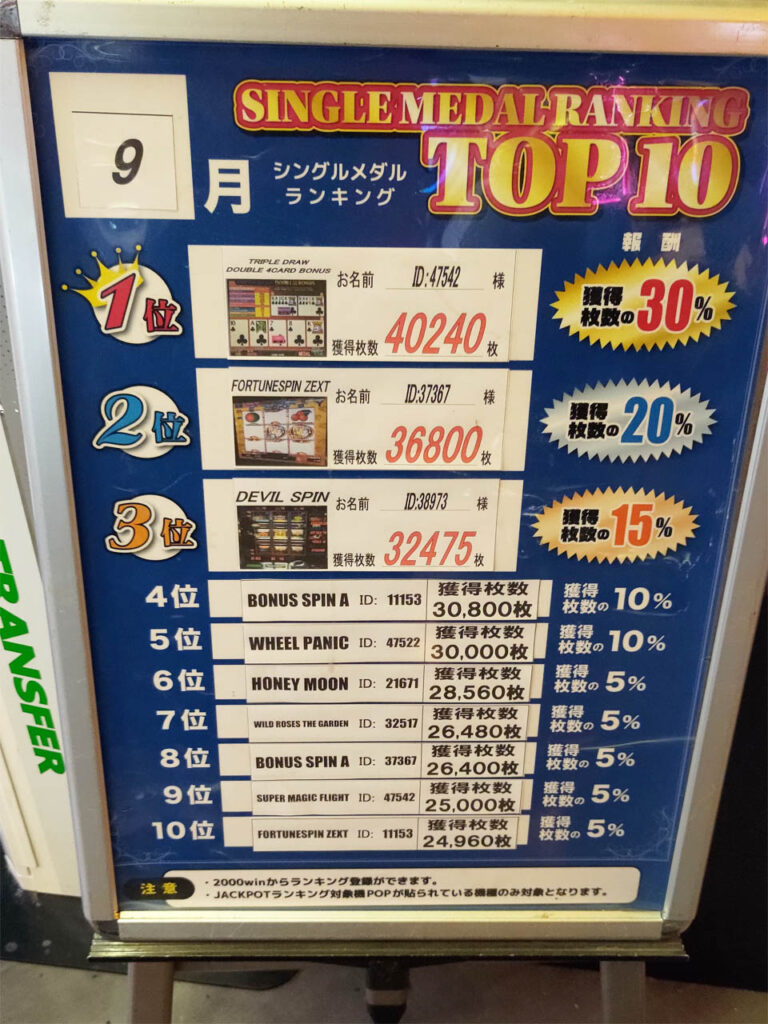 SINGLE MEDAL RANKING
TOP 10
9
月
シングルメダル
ランキング
報酬
1位
TRIPLE DRAW
DOUBLE 4CARD BONUS
お名前 ID:47542 様
獲得枚数 40240枚
獲得
枚数の30%
2位
FORTUNESPIN ZEXT
お名前 ID:37367 様
獲得枚数 36800枚
獲得
枚数の20%
3位
DEVIL SPIN
お名前 ID:38973 様
獲得枚数 32475枚
獲得
枚数の15%
4位 BONUS SPIN A ID: 11153
獲得枚数
30,800枚
獲得
枚数の10%
5位 WHEEL PANIC ID: 47522
獲得枚数
30,000枚
獲得
枚数の10%
6位 HONEY MOON ID: 21671
獲得枚数
28,560枚
獲得
枚数の5%
7位 WILD ROSES THE GARDEN ID: 32517
獲得枚数
26,480枚
獲得
枚数の5%
8位 BONUS SPIN A ID: 37367
獲得枚数
26,400枚
獲得
枚数の5%
9位 SUPER MAGIC FLIGHT ID: 47542
獲得枚数
25,000枚
獲得
枚数の5%
10位 FORTUNESPIN ZEXT ID: 11153
獲得枚数
24,960枚
獲得
枚数の5%
注意
・2000winからランキング登録ができます。
・JACKPOTランキング対象機POPが貼られている機種のみ対象となります。
TRANSFER